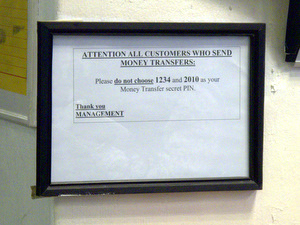 ATTENTION ALL CUSTOMERS WHO SEND
MONEY TRANSFERS:
Please do not choose 1234 and 2010 as your
Money Transfer secret PIN.
Thank you
MANAGEMENT